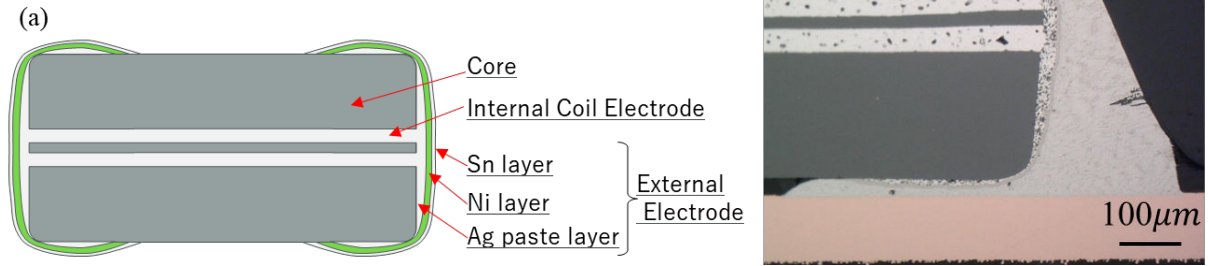 (a)
Core
Internal Coil Electrode
Sn layer
Ni layer
Ag paste layer
External
Electrode
100μm